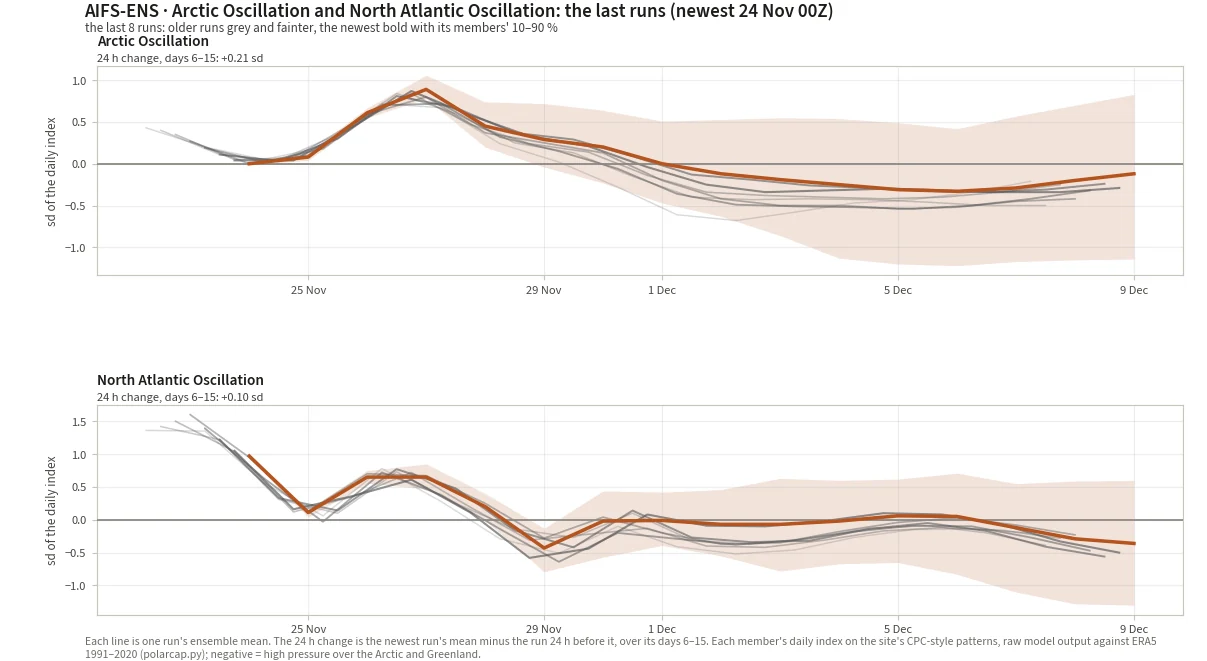 AIFS-ENS · Arctic Oscillation and North Atlantic Oscillation: the last runs (newest 24 Nov 00Z)
the last 8 runs: older runs grey and fainter, the newest bold with its members' 10–90 %
Arctic Oscillation
24 h change, days 6–15: +0.21 sd
sd of the daily index
1.0
0.5
0.0
−0.5
−1.0
25 Nov 29 Nov 1 Dec 5 Dec 9 Dec
North Atlantic Oscillation
24 h change, days 6–15: +0.10 sd
sd of the daily index
1.5
1.0
0.5
0.0
−0.5
−1.0
25 Nov 29 Nov 1 Dec 5 Dec 9 Dec
Each line is one run's ensemble mean. The 24 h change is the newest run's mean minus the run 24 h before it, over its days 6–15. Each member's daily index on the site's CPC-style patterns, raw model output against ERA5
1991–2020 (polarcap.py); negative = high pressure over the Arctic and Greenland.